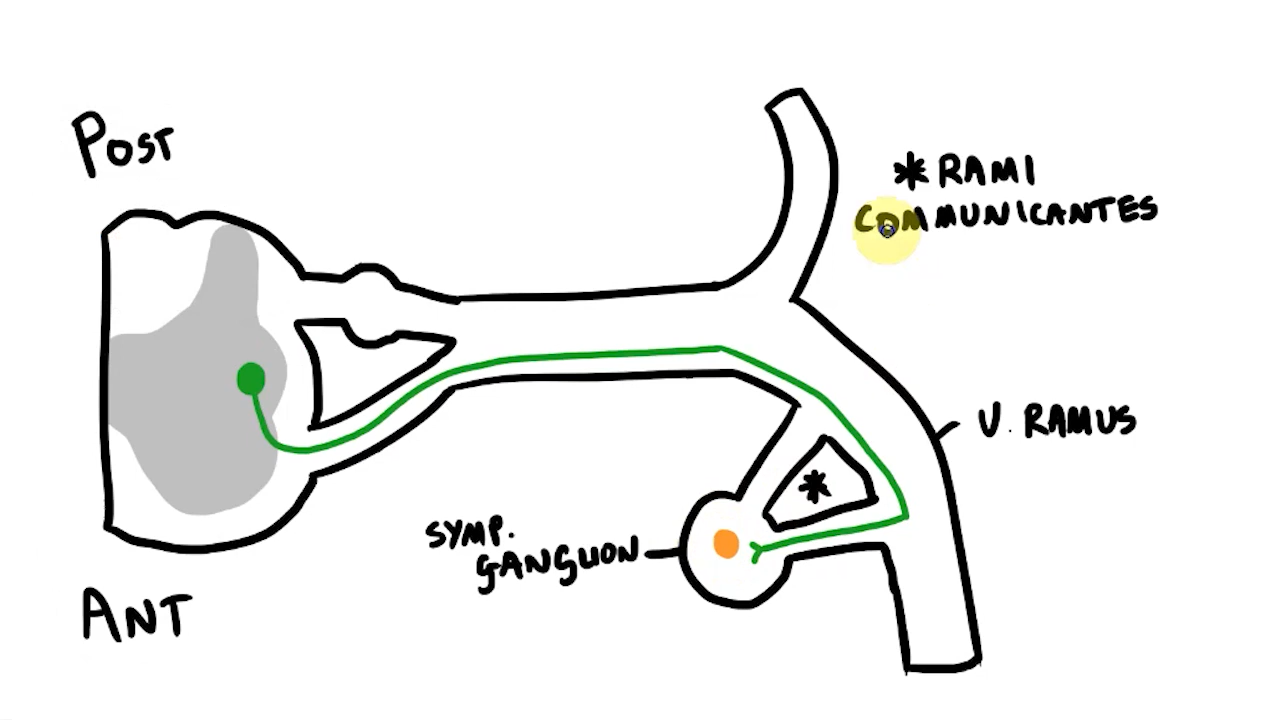 POST
* RAMI
COMMUNICANTES
V. RAMUS
SYMP.
GANGLION
*
ANT